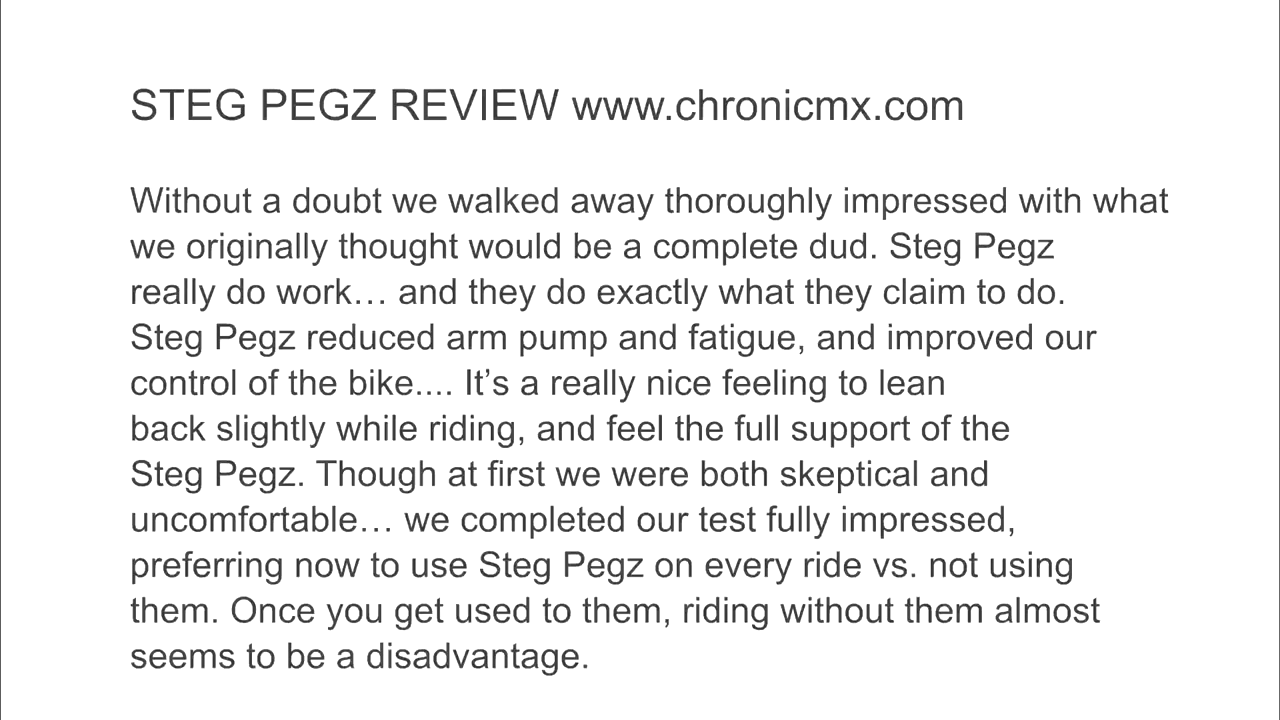 STEG PEGZ REVIEW www.chronicmx.com
Without a doubt we walked away thoroughly impressed with what
we originally thought would be a complete dud. Steg Pegz
really do work… and they do exactly what they claim to do.
Steg Pegz reduced arm pump and fatigue, and improved our
control of the bike.... It’s a really nice feeling to lean
back slightly while riding, and feel the full support of the
Steg Pegz. Though at first we were both skeptical and
uncomfortable… we completed our test fully impressed,
preferring now to use Steg Pegz on every ride vs. not using
them. Once you get used to them, riding without them almost
seems to be a disadvantage.